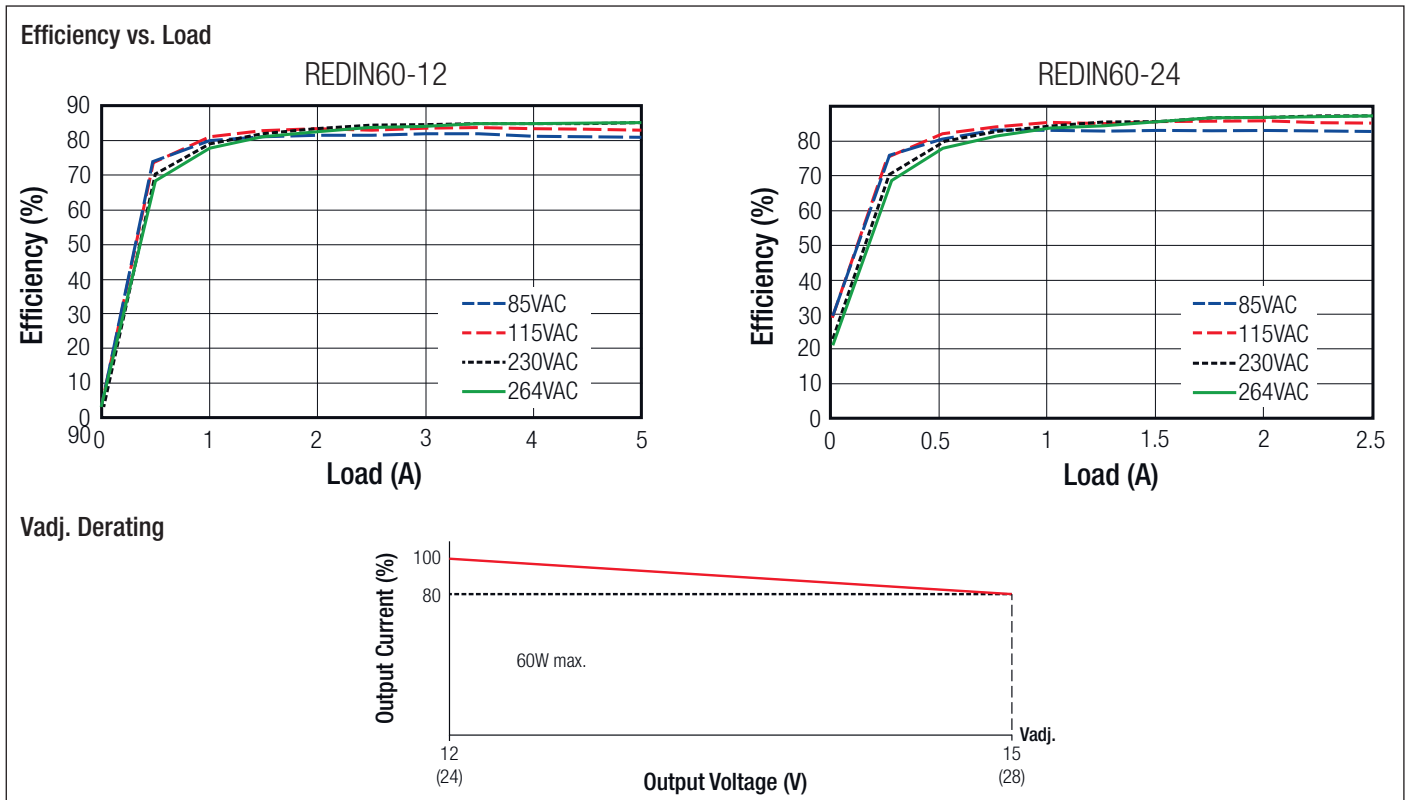 Efficiency vs. Load
REDIN60-12
90
80
70
60
50
40
30
20
10
0
90
0 1 2 3 4 5
Efficiency (%)
Load (A)
85VAC
115VAC
230VAC
264VAC
REDIN60-24
80
70
60
50
40
30
20
10
0
0 0.5 1 1.5 2 2.5
Efficiency (%)
Load (A)
85VAC
115VAC
230VAC
264VAC
Vadj. Derating
Output Current (%)
100
80
60W max.
Vadj.
12 15
(24) (28)
Output Voltage (V)